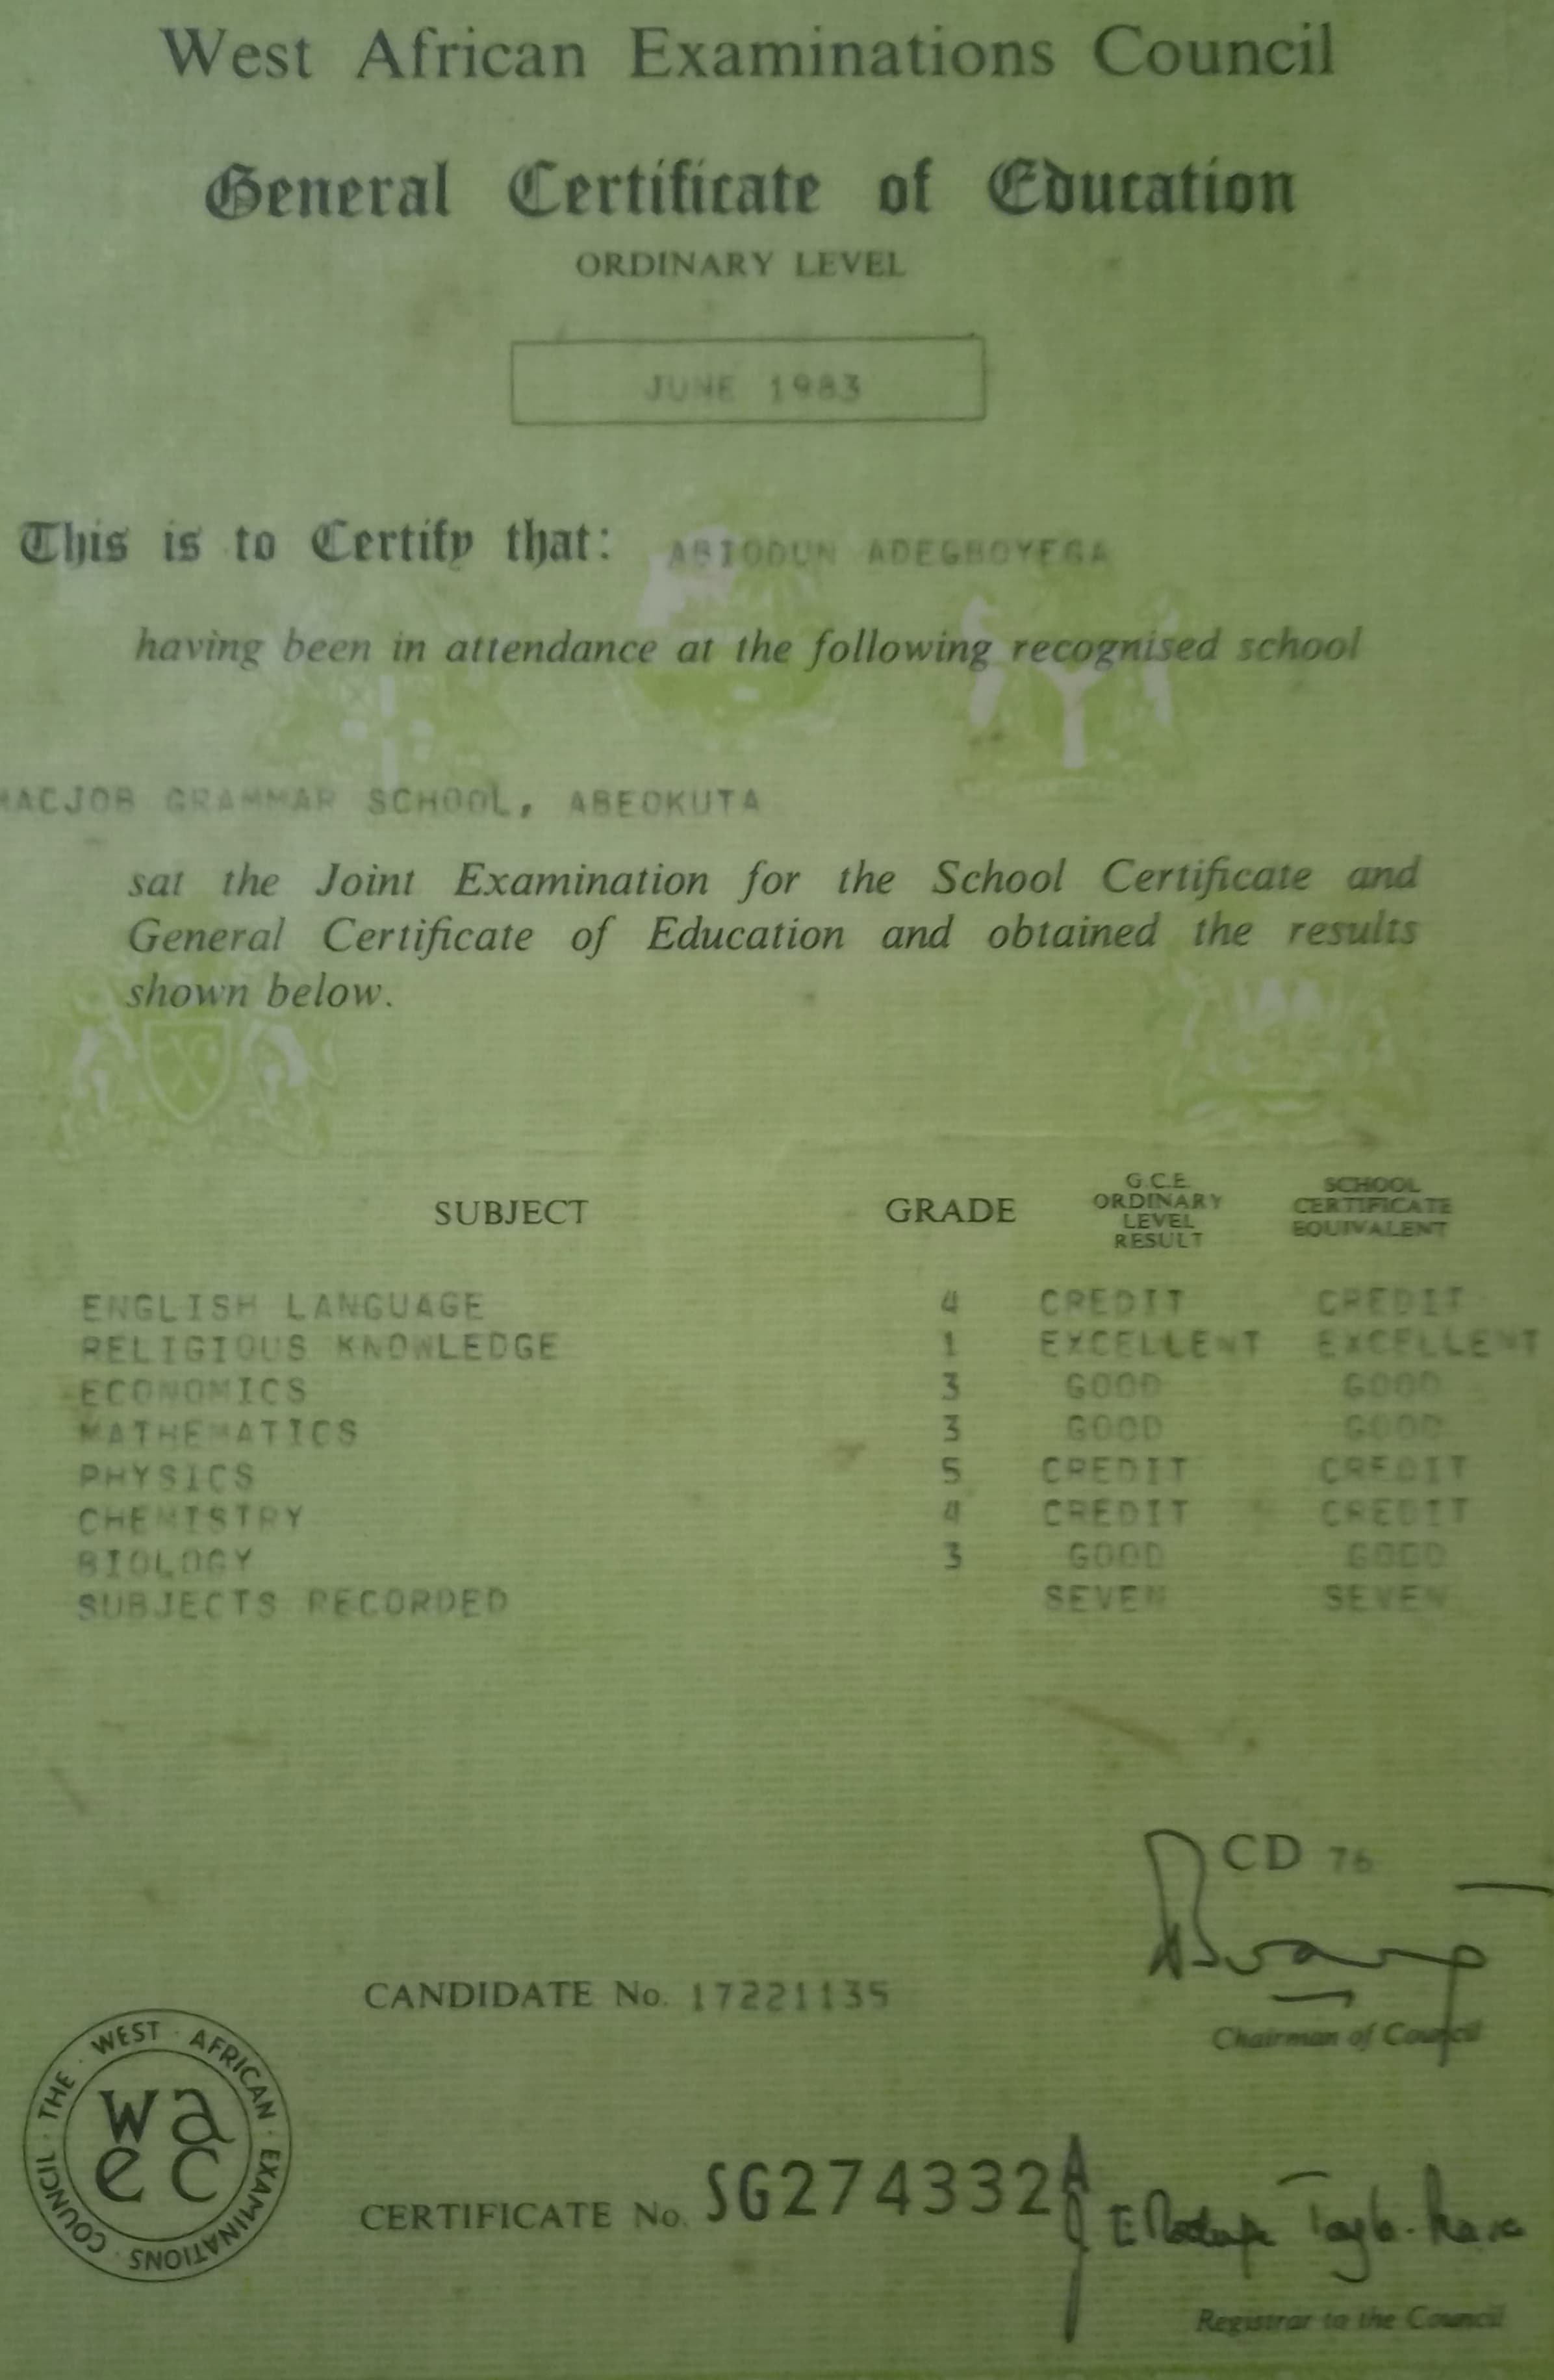 West African Examinations Council
General Certificate of Education
ORDINARY LEVEL
JUNE 1983
This is to Certify that: ABIODUN ADEGBOYEGA
having been in attendance at the following recognised school
MACJOB GRAMMAR SCHOOL, ABEOKUTA
sat the Joint Examination for the School Certificate and
General Certificate of Education and obtained the results
shown below.
SUBJECT GRADE G.C.E. ORDINARY LEVEL RESULT SCHOOL CERTIFICATE EQUIVALENT
ENGLISH LANGUAGE 4 CREDIT CREDIT
RELIGIOUS KNOWLEDGE 1 EXCELLENT EXCELLENT
ECONOMICS 3 GOOD GOOD
MATHEMATICS 3 GOOD GOOD
PHYSICS 5 CREDIT CREDIT
CHEMISTRY 4 CREDIT CREDIT
BIOLOGY 3 GOOD GOOD
SUBJECTS RECORDED SEVEN SEVEN
CD 76
CANDIDATE No. 17221135
Chairman of Council
THE · WEST · AFRICAN · EXAMINATIONS · COUNCIL
wa
ec
CERTIFICATE No. SG274332
Registrar to the Council